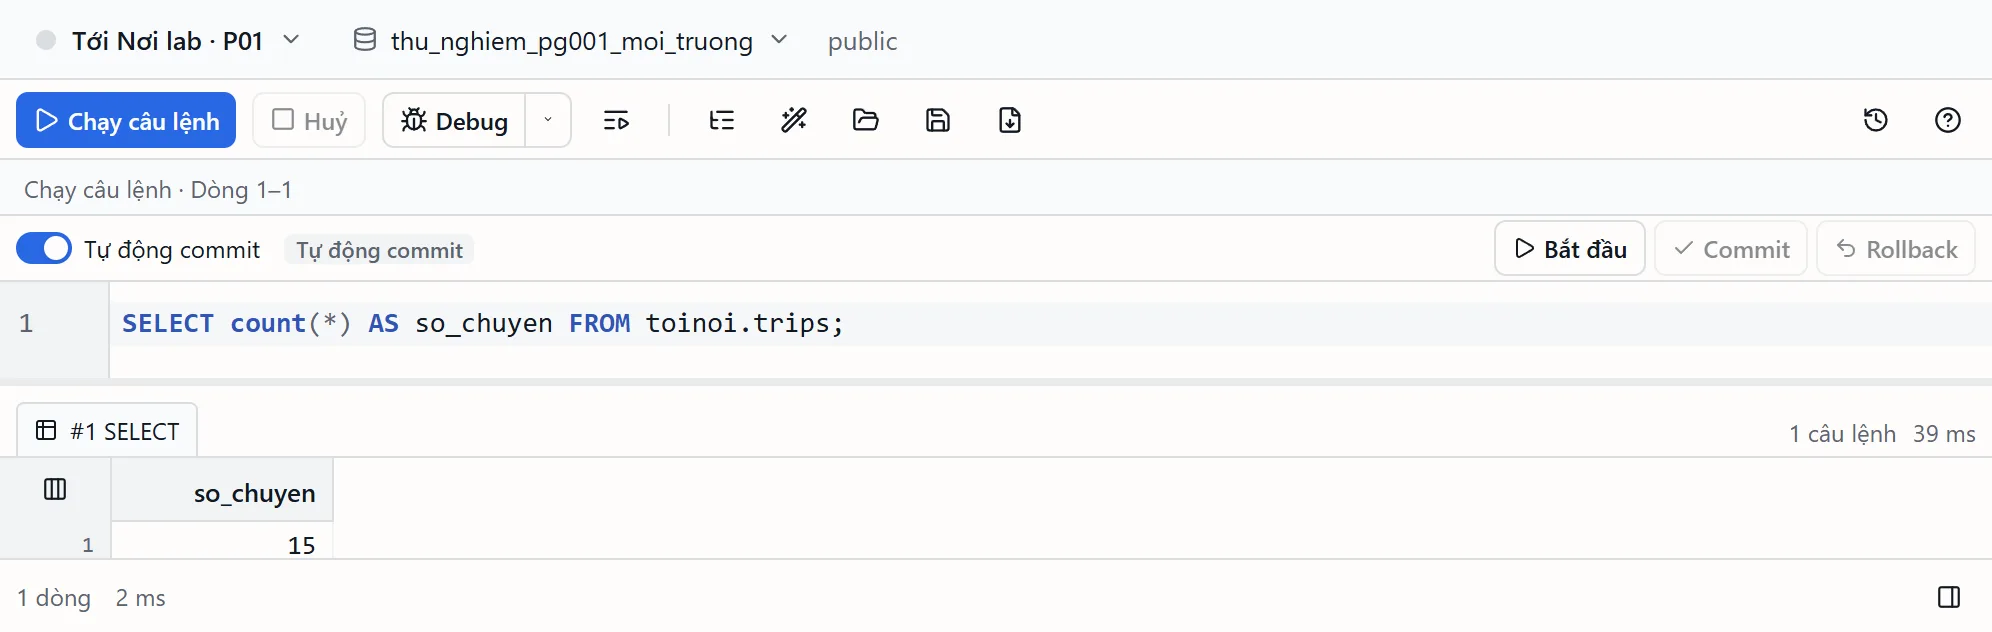 Tới Nơi lab · P01 thu_nghiem_pg001_moi_truong public
Chạy câu lệnh Huỷ Debug
Chạy câu lệnh · Dòng 1–1
Tự động commit Tự động commit Bắt đầu Commit Rollback
1 SELECT count(*) AS so_chuyen FROM toinoi.trips;
#1 SELECT 1 câu lệnh 39 ms
so_chuyen
1 15
1 dòng 2 ms